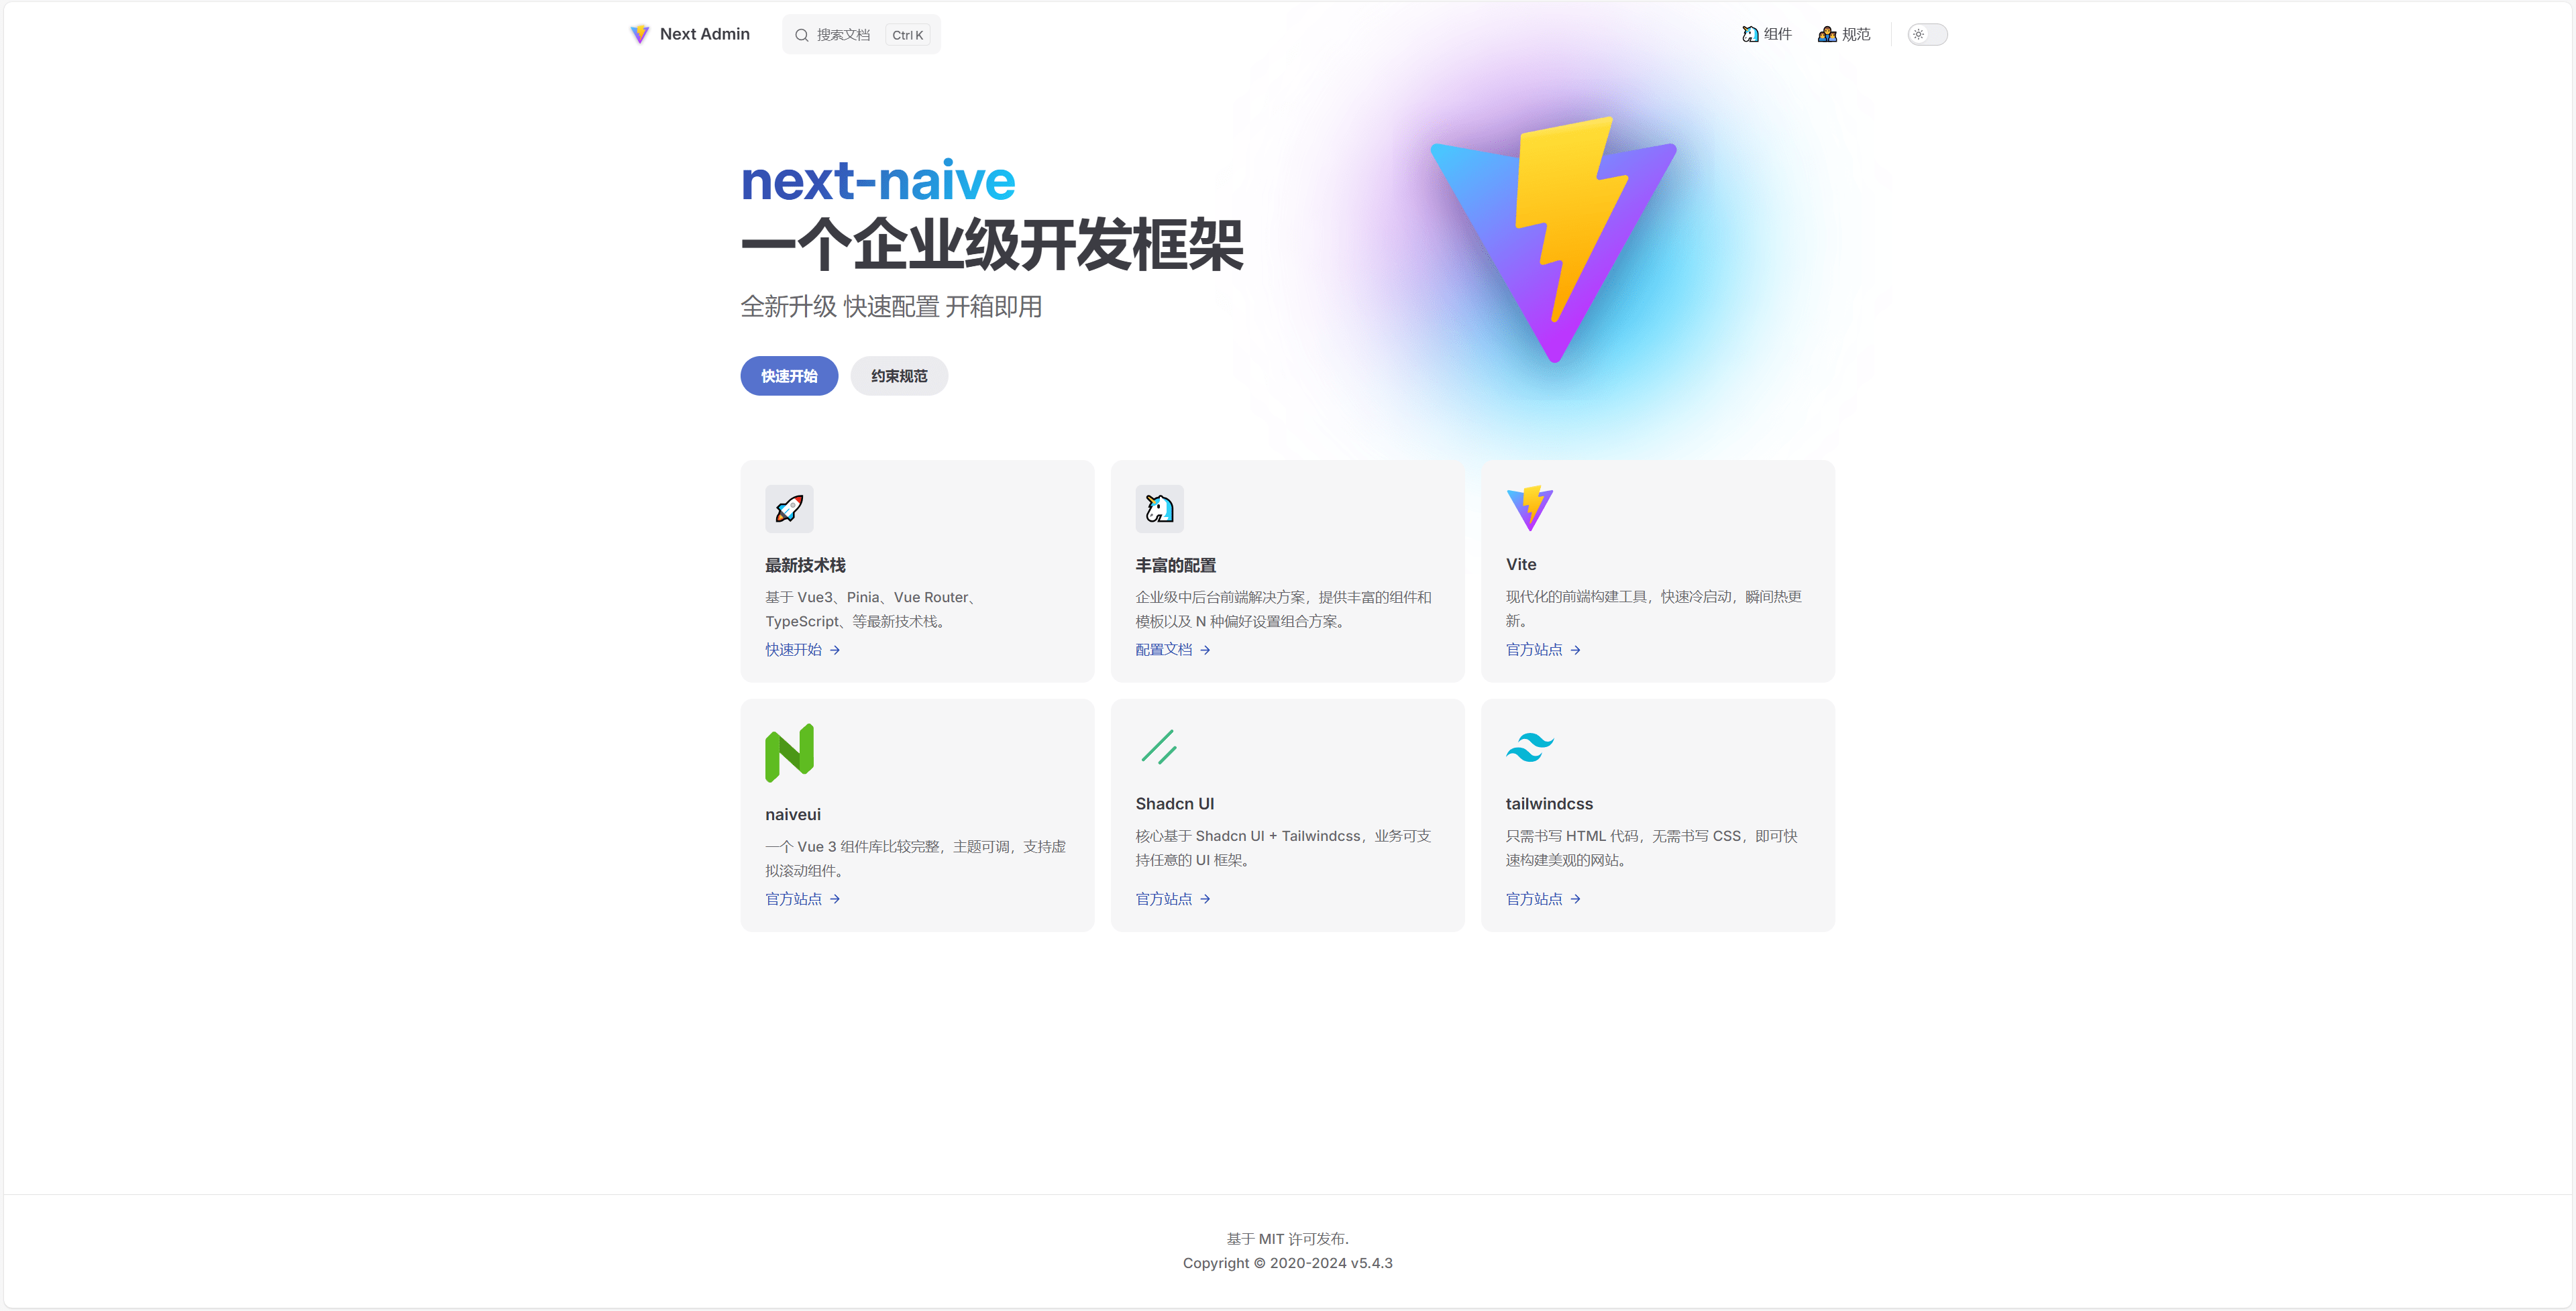 Next Admin
搜索文档
Ctrl K
组件
规范
next-naive
一个企业级开发框架
全新升级 快速配置 开箱即用
快速开始
约束规范
最新技术栈
基于 Vue3、Pinia、Vue Router、
TypeScript、等最新技术栈。
快速开始
丰富的配置
企业级中后台前端解决方案，提供丰富的组件和
模板以及 N 种偏好设置组合方案。
配置文档
Vite
现代化的前端构建工具，快速冷启动，瞬间热更
新。
官方站点
naiveui
一个 Vue 3 组件库比较完整，主题可调，支持虚
拟滚动组件。
官方站点
Shadcn UI
核心基于 Shadcn UI + Tailwindcss，业务可支
持任意的 UI 框架。
官方站点
tailwindcss
只需书写 HTML 代码，无需书写 CSS，即可快
速构建美观的网站。
官方站点
基于 MIT 许可发布.
Copyright © 2020-2024 v5.4.3